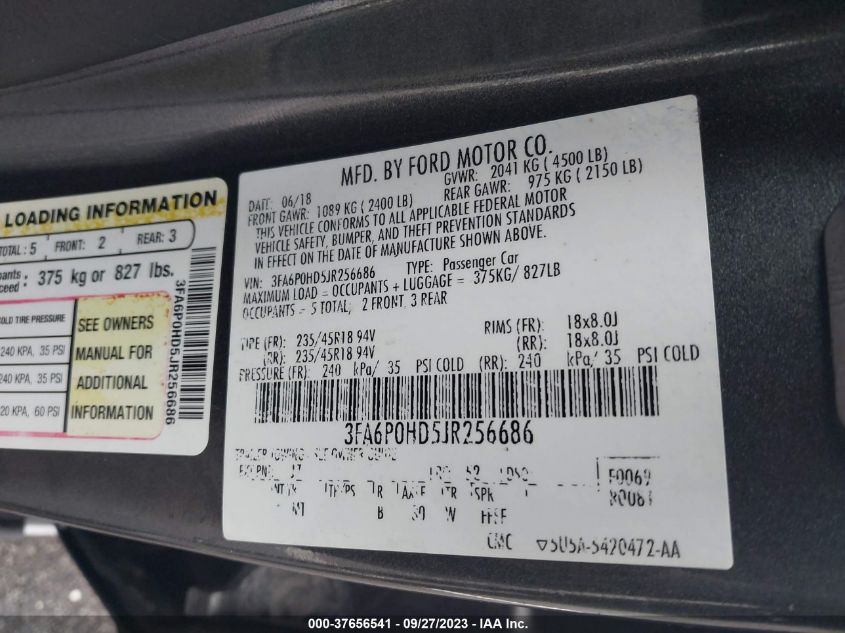 LOADING INFORMATION
TOTAL : 5 FRONT: 2 REAR: 3
375 kg or 827 lbs.
COLD TIRE PRESSURE
240 KPA, 35 PSI
240 KPA, 35 PSI
20 KPA, 60 PSI
SEE OWNERS
MANUAL FOR
ADDITIONAL
INFORMATION
3FA6P0HD5JR256686
MFD. BY FORD MOTOR CO.
DATE 06/18 GVWR: 2041 KG ( 4500 LB)
FRONT GAWR: 1089 KG ( 2400 LB) REAR GAWR: 975 KG ( 2150 LB)
THIS VEHICLE CONFORMS TO ALL APPLICABLE FEDERAL MOTOR
VEHICLE SAFETY, BUMPER, AND THEFT PREVENTION STANDARDS
IN EFFECT ON THE DATE OF MANUFACTURE SHOWN ABOVE.
VIN: 3FA6P0HD5JR256686 TYPE: Passenger Car
MAXIMUM LOAD = OCCUPANTS + LUGGAGE = 375KG/ 827LB
OCCUPANTS = 5 TOTAL, 2 FRONT, 3 REAR
TYPE (FR): 235/45R18 94V RIMS (FR): 18x8.0J
(RR): 235/45R18 94V (RR): 18x8.0J
PRESSURE (FR): 240 kPa/ 35 PSI COLD (RR): 240 kPa/ 35 PSI COLD
3FA6P0HD5JR256686
F0069
R0081
5U5A-5420472-AA
000-37656541 - 09/27/2023 - IAA Inc.